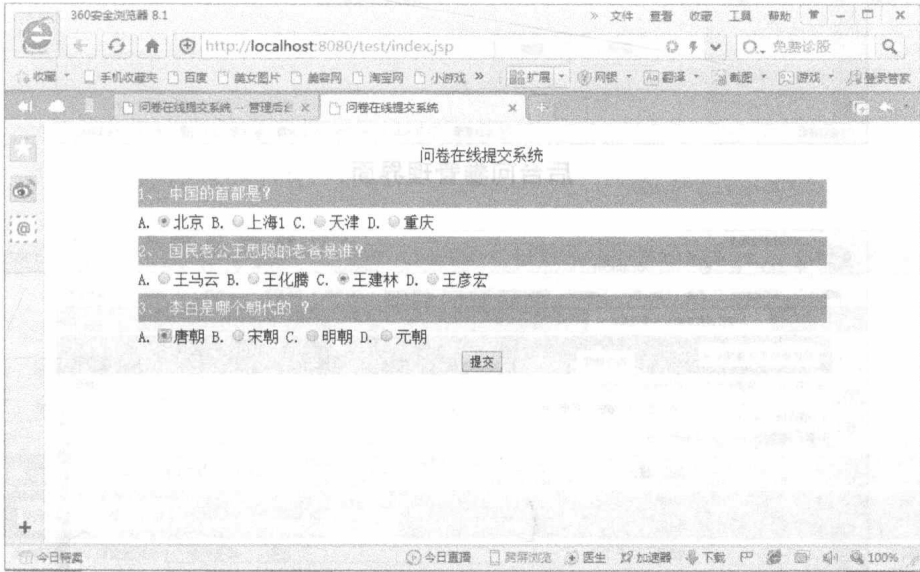 360安全浏览器 8.1
» 文件 查看 收藏 工具 帮助
http://localhost:8080/test/index.jsp
免费诊股
收藏 手机收藏夹 百度 美女图片 美容网 淘宝网 小游戏 » 扩展 网银 翻译 截图 游戏 登录管家
问卷在线提交系统 -- 管理后台 × 问卷在线提交系统 ×
问卷在线提交系统
1、 中国的首都是?
A. 北京 B. 上海1 C. 天津 D. 重庆
2、 国民老公王思聪的老爸是谁?
A. 王马云 B. 王化腾 C. 王建林 D. 王彦宏
3、 李白是哪个朝代的 ?
A. 唐朝 B. 宋朝 C. 明朝 D. 元朝
提交
今日特卖 今日直播 跨屏浏览 医生 加速器 下载 100%